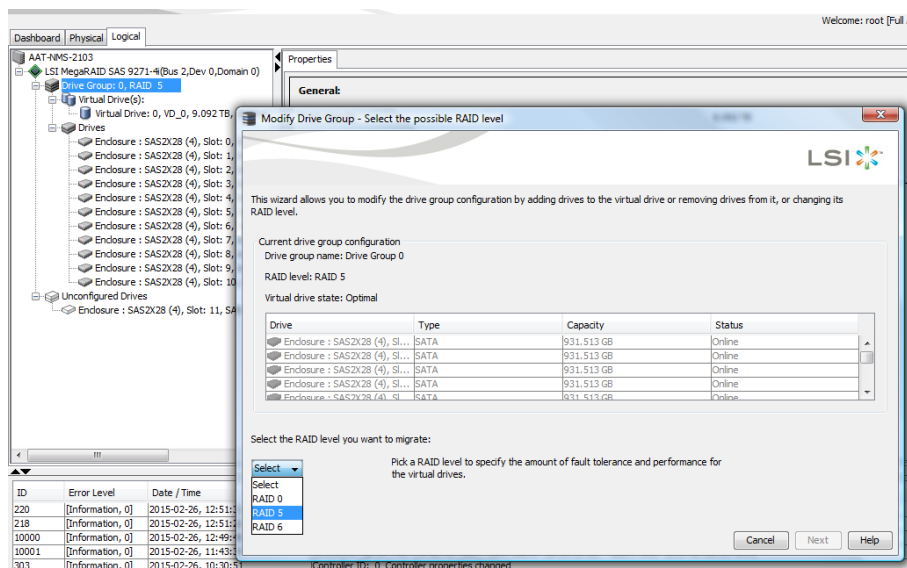 Welcome: root [Full
Dashboard Physical Logical
AAT-NMS-2103
LSI MegaRAID SAS 9271-4i(Bus 2,Dev 0,Domain 0)
Drive Group: 0, RAID 5
Virtual Drive(s):
Virtual Drive: 0, VD_0, 9.092 TB,
Drives
Enclosure : SAS2X28 (4), Slot: 0,
Enclosure : SAS2X28 (4), Slot: 1,
Enclosure : SAS2X28 (4), Slot: 2,
Enclosure : SAS2X28 (4), Slot: 3,
Enclosure : SAS2X28 (4), Slot: 4,
Enclosure : SAS2X28 (4), Slot: 5,
Enclosure : SAS2X28 (4), Slot: 6,
Enclosure : SAS2X28 (4), Slot: 7,
Enclosure : SAS2X28 (4), Slot: 8,
Enclosure : SAS2X28 (4), Slot: 9,
Enclosure : SAS2X28 (4), Slot: 10
Unconfigured Drives
Enclosure : SAS2X28 (4), Slot: 11, SA
Properties
General:
Modify Drive Group - Select the possible RAID level
LSI
This wizard allows you to modify the drive group configuration by adding drives to the virtual drive or removing drives from it, or changing its
RAID level.
Current drive group configuration
Drive group name: Drive Group 0
RAID level: RAID 5
Virtual drive state: Optimal
Drive Type Capacity Status
Enclosure : SAS2X28 (4), Sl... SATA 931.513 GB Online
Enclosure : SAS2X28 (4), Sl... SATA 931.513 GB Online
Enclosure : SAS2X28 (4), Sl... SATA 931.513 GB Online
Enclosure : SAS2X28 (4), Sl... SATA 931.513 GB Online
Enclosure : SAS2X28 (4), Sl... SATA 931.513 GB Online
Select the RAID level you want to migrate:
Select
Pick a RAID level to specify the amount of fault tolerance and performance for
the virtual drives.
Select
RAID 0
RAID 5
RAID 6
Cancel Next Help
ID Error Level Date / Time
220 [Information, 0] 2015-02-26, 12:51:
218 [Information, 0] 2015-02-26, 12:51:
10000 [Information, 0] 2015-02-26, 12:49:
10001 [Information, 0] 2015-02-26, 11:43:
303 [Information, 0] 2015-02-26, 10:30:51 Controller ID: 0 Controller properties changed